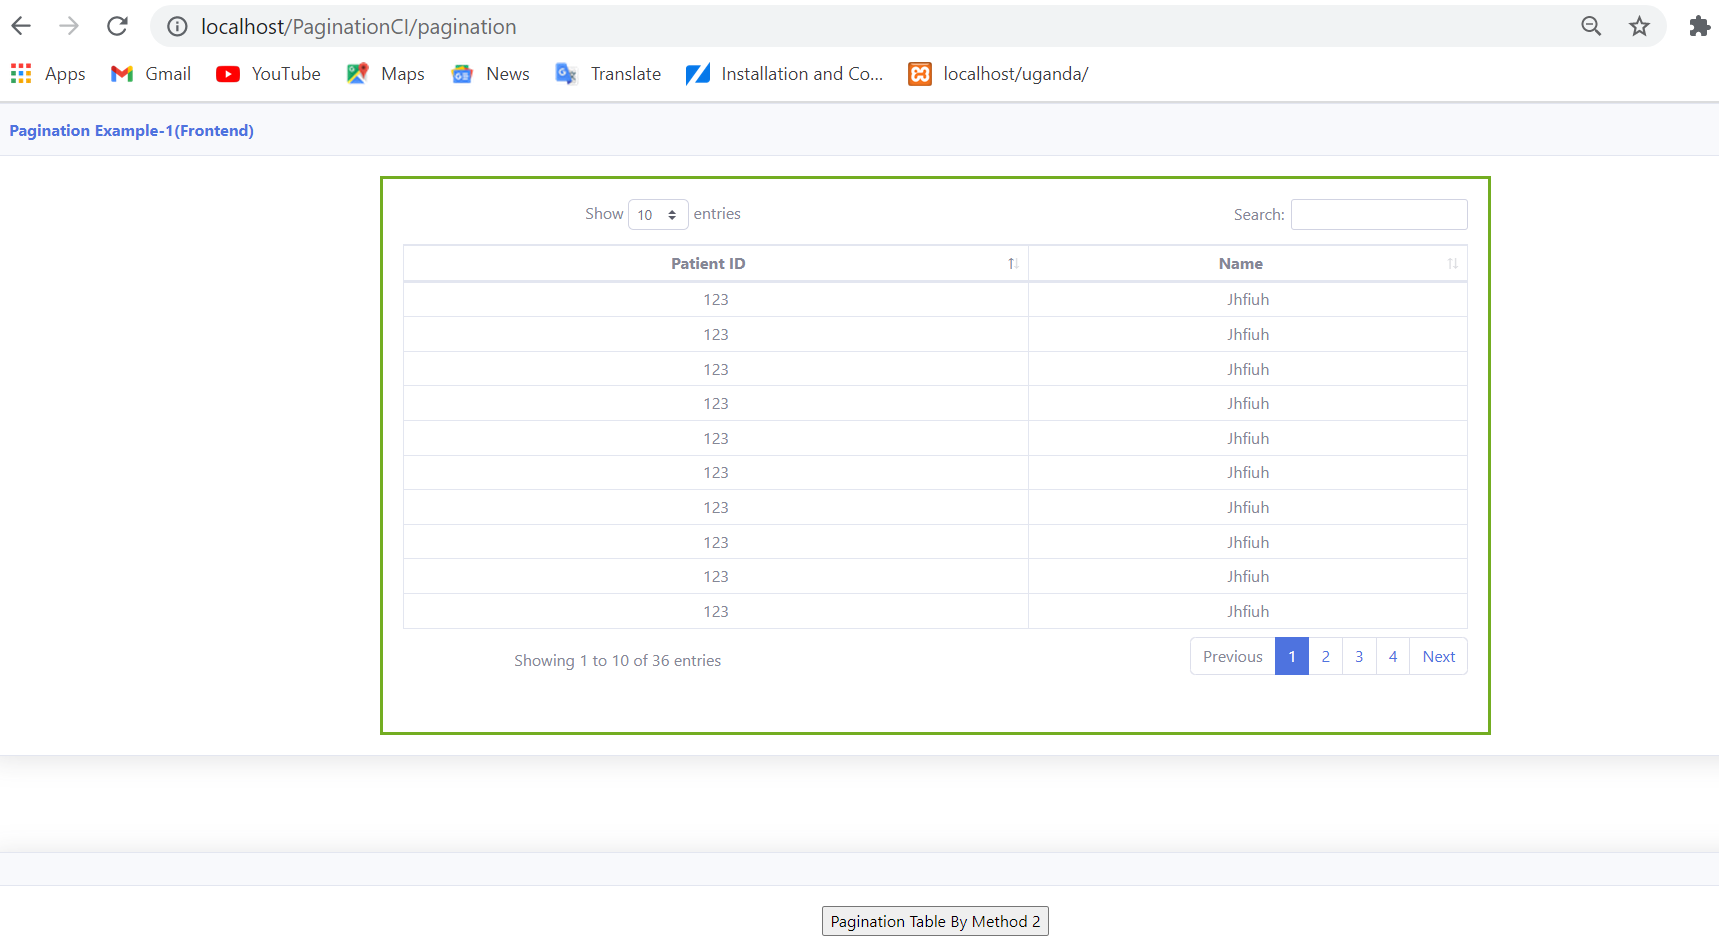 localhost/PaginationCI/pagination
Apps Gmail YouTube Maps News Translate Installation and Co... localhost/uganda/
Pagination Example-1(Frontend)
Show 10 entries Search:
Patient ID Name
123 Jhfiuh
123 Jhfiuh
123 Jhfiuh
123 Jhfiuh
123 Jhfiuh
123 Jhfiuh
123 Jhfiuh
123 Jhfiuh
123 Jhfiuh
123 Jhfiuh
Showing 1 to 10 of 36 entries Previous 1 2 3 4 Next
Pagination Table By Method 2